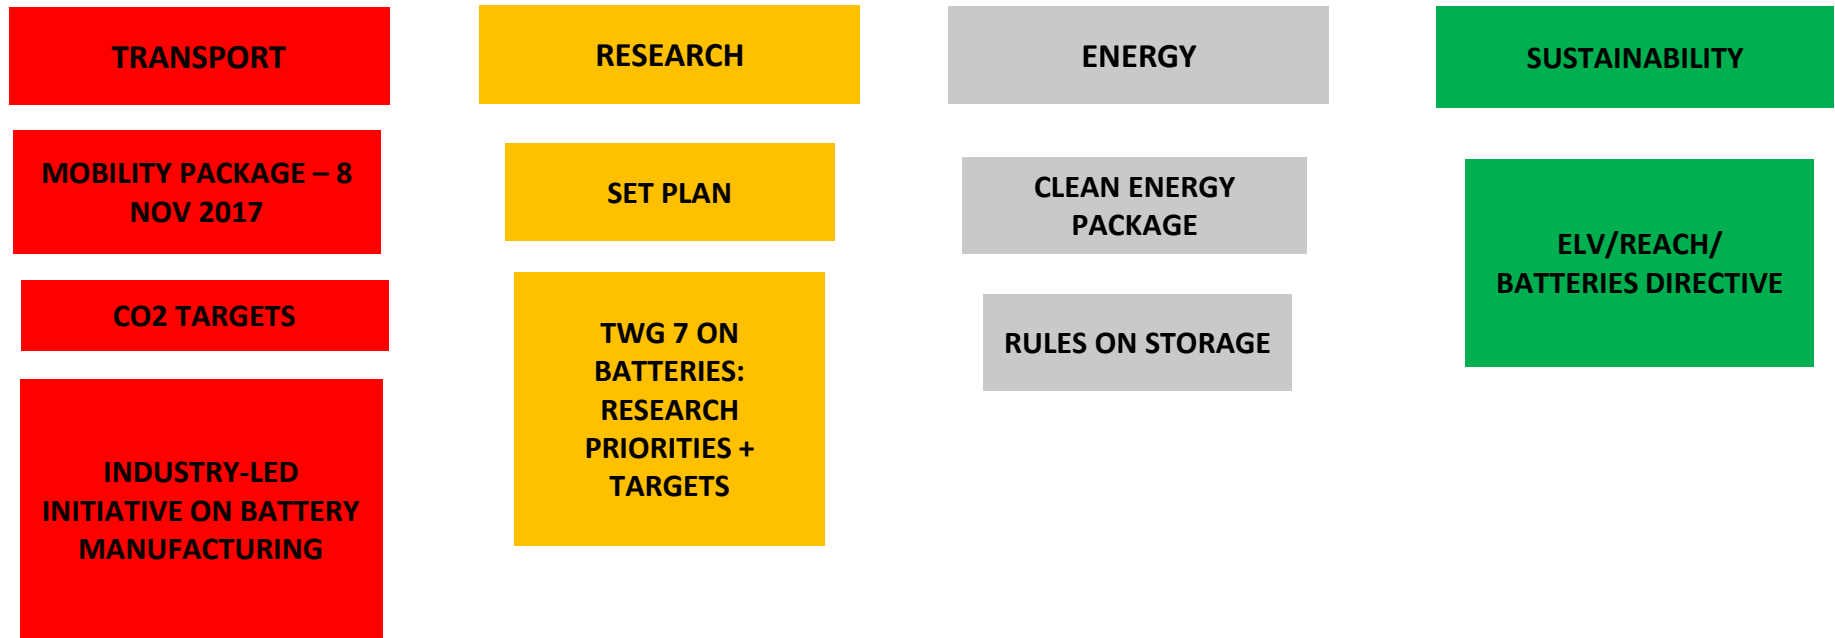 TRANSPORT
MOBILITY PACKAGE – 8
NOV 2017
CO2 TARGETS
INDUSTRY-LED
INITIATIVE ON BATTERY
MANUFACTURING
RESEARCH
SET PLAN
TWG 7 ON
BATTERIES:
RESEARCH
PRIORITIES +
TARGETS
ENERGY
CLEAN ENERGY
PACKAGE
RULES ON STORAGE
SUSTAINABILITY
ELV/REACH/
BATTERIES DIRECTIVE